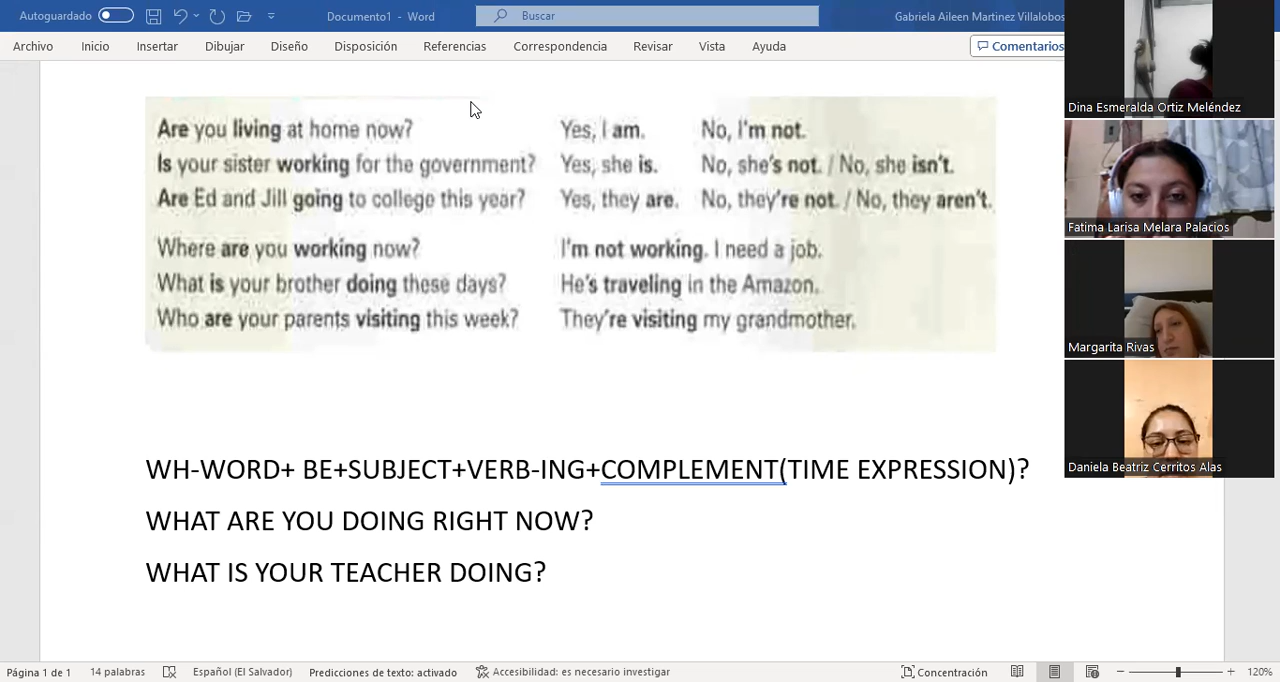 Autoguardado Documento1 - Word Buscar Gabriela Aileen Martinez Villalobos
Archivo Inicio Insertar Dibujar Diseño Disposición Referencias Correspondencia Revisar Vista Ayuda Comentarios
Dina Esmeralda Ortiz Meléndez
Fatima Larisa Melara Palacios
Margarita Rivas
Daniela Beatriz Cerritos Alas
Are you living at home now? Yes, I am. No, I'm not.
Is your sister working for the government? Yes, she is. No, she's not. / No, she isn't.
Are Ed and Jill going to college this year? Yes, they are. No, they're not. / No, they aren't.
Where are you working now? I'm not working. I need a job.
What is your brother doing these days? He's traveling in the Amazon.
Who are your parents visiting this week? They're visiting my grandmother.
WH-WORD+ BE+SUBJECT+VERB-ING+COMPLEMENT(TIME EXPRESSION)?
WHAT ARE YOU DOING RIGHT NOW?
WHAT IS YOUR TEACHER DOING?
Página 1 de 1 14 palabras Español (El Salvador) Predicciones de texto: activado Accesibilidad: es necesario investigar Concentración 120%